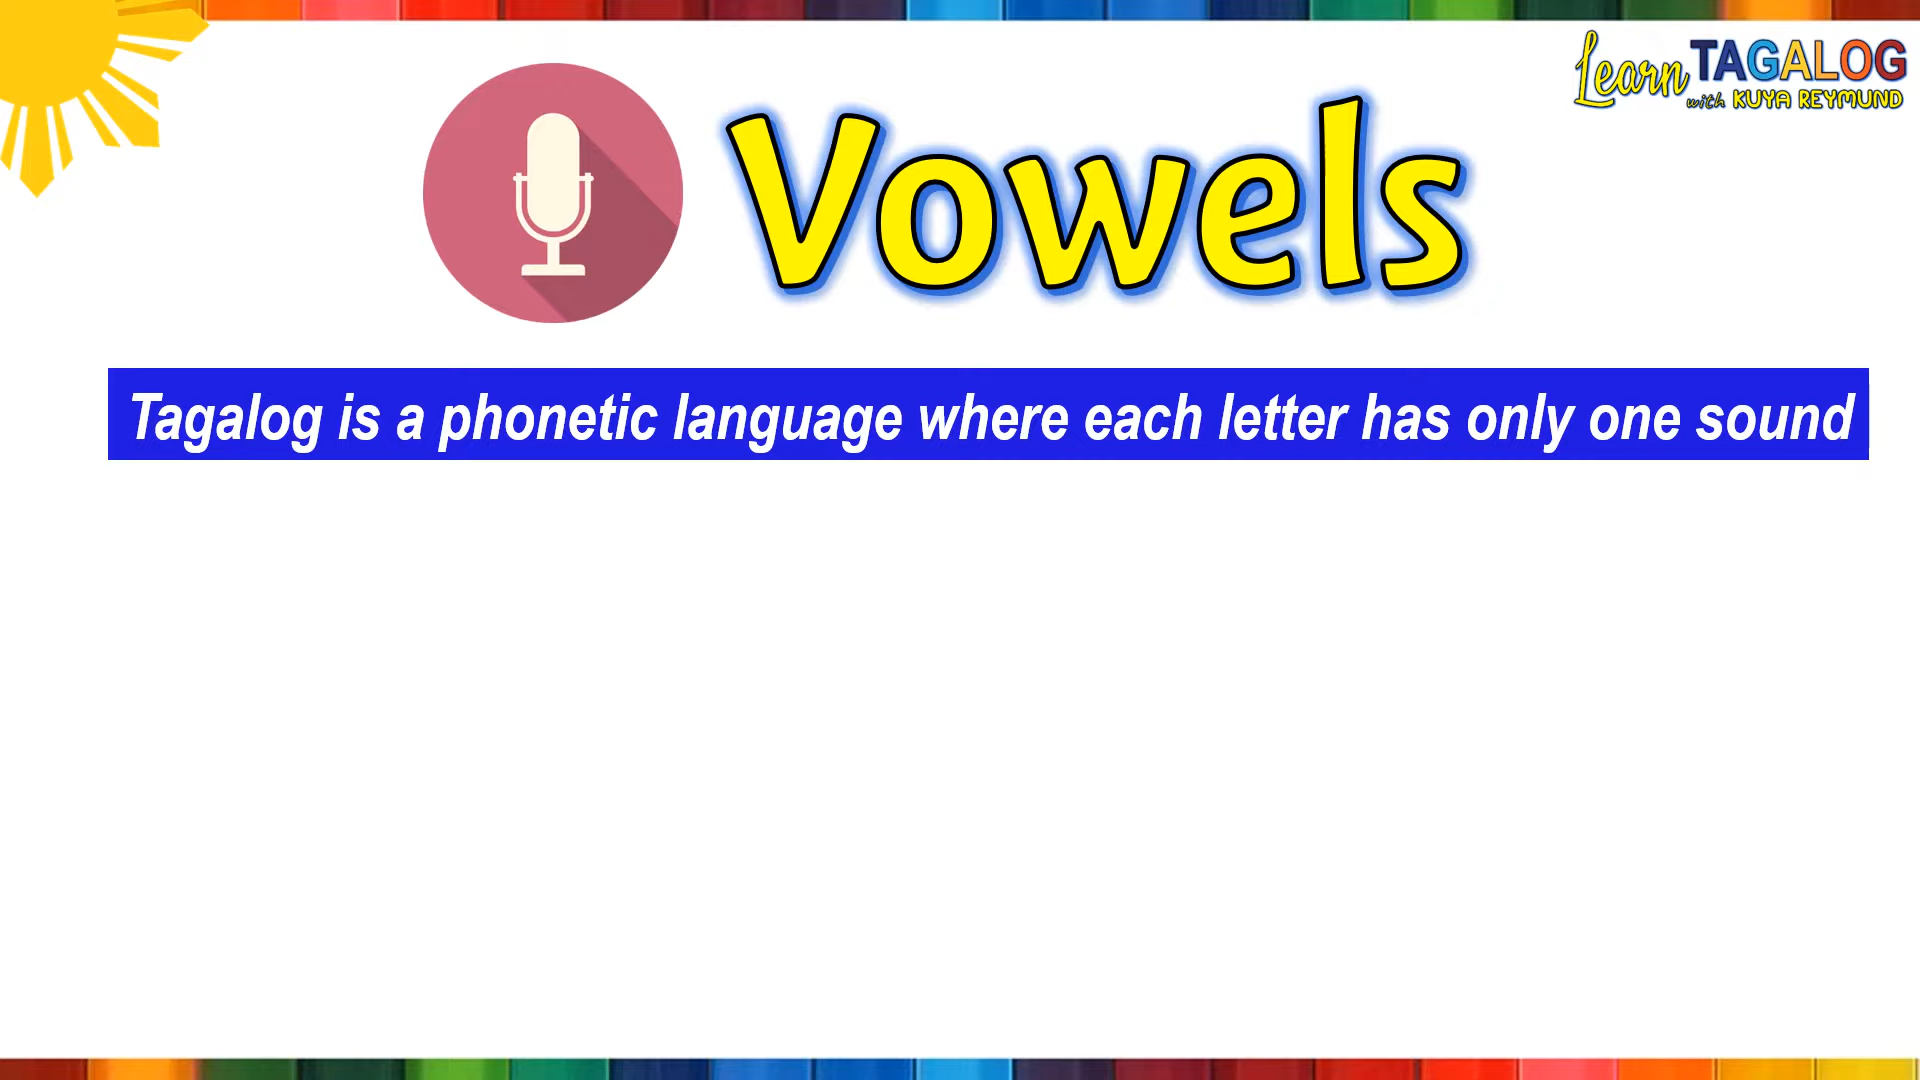 Learn TAGALOG
with KUYA REYMUND
Vowels
Tagalog is a phonetic language where each letter has only one sound